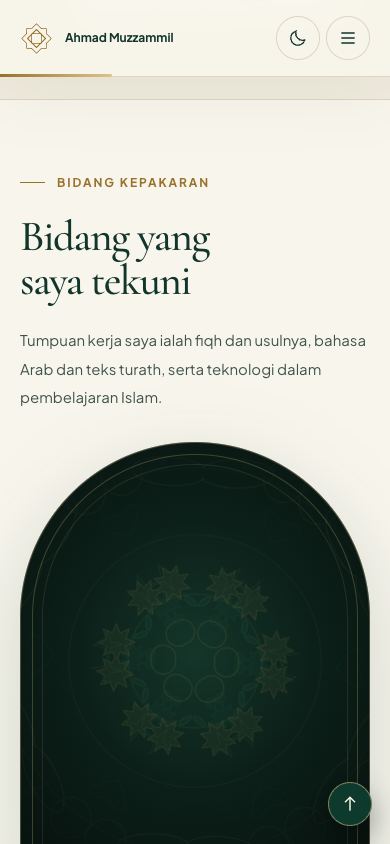 Ahmad Muzzammil
BIDANG KEPAKARAN
Bidang yang
saya tekuni
Tumpuan kerja saya ialah fiqh dan usulnya, bahasa
Arab dan teks turath, serta teknologi dalam
pembelajaran Islam.